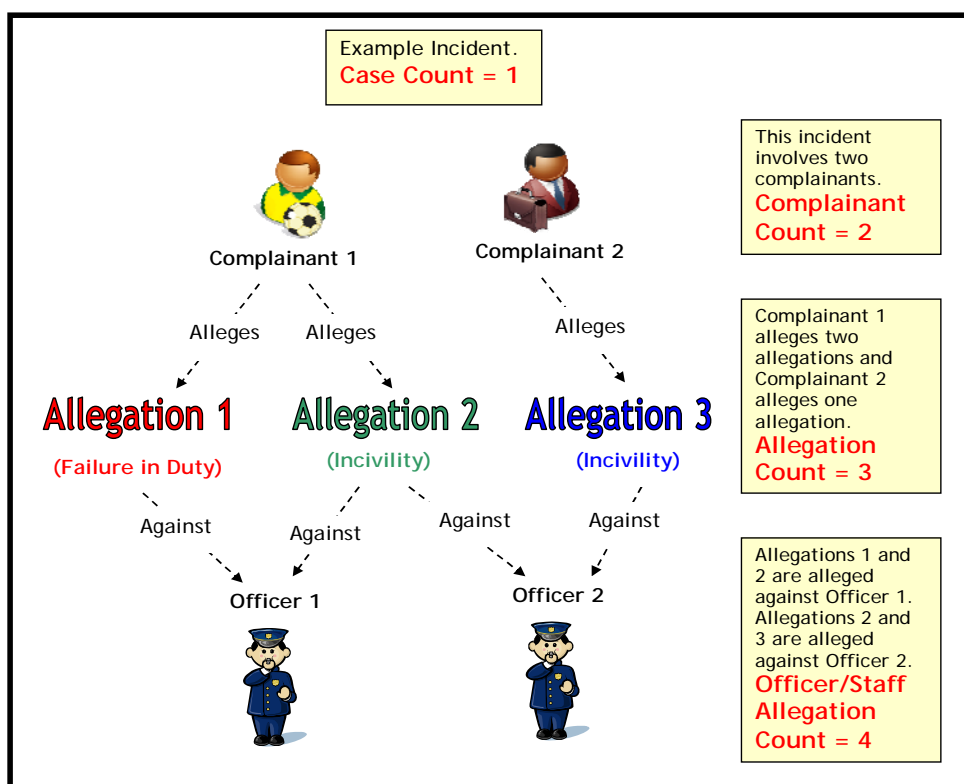 Example Incident.
Case Count = 1
This incident
involves two
complainants.
Complainant
Count = 2
Complainant 1
Complainant 2
Alleges
Alleges
Alleges
Complainant 1
alleges two
allegations and
Complainant 2
alleges one
allegation.
Allegation
Count = 3
Allegation 1
Allegation 2
Allegation 3
(Failure in Duty)
(Incivility)
(Incivility)
Against
Against
Against
Against
Officer 1
Officer 2
Allegations 1 and
2 are alleged
against Officer 1.
Allegations 2 and
3 are alleged
against Officer 2.
Officer/Staff
Allegation
Count = 4